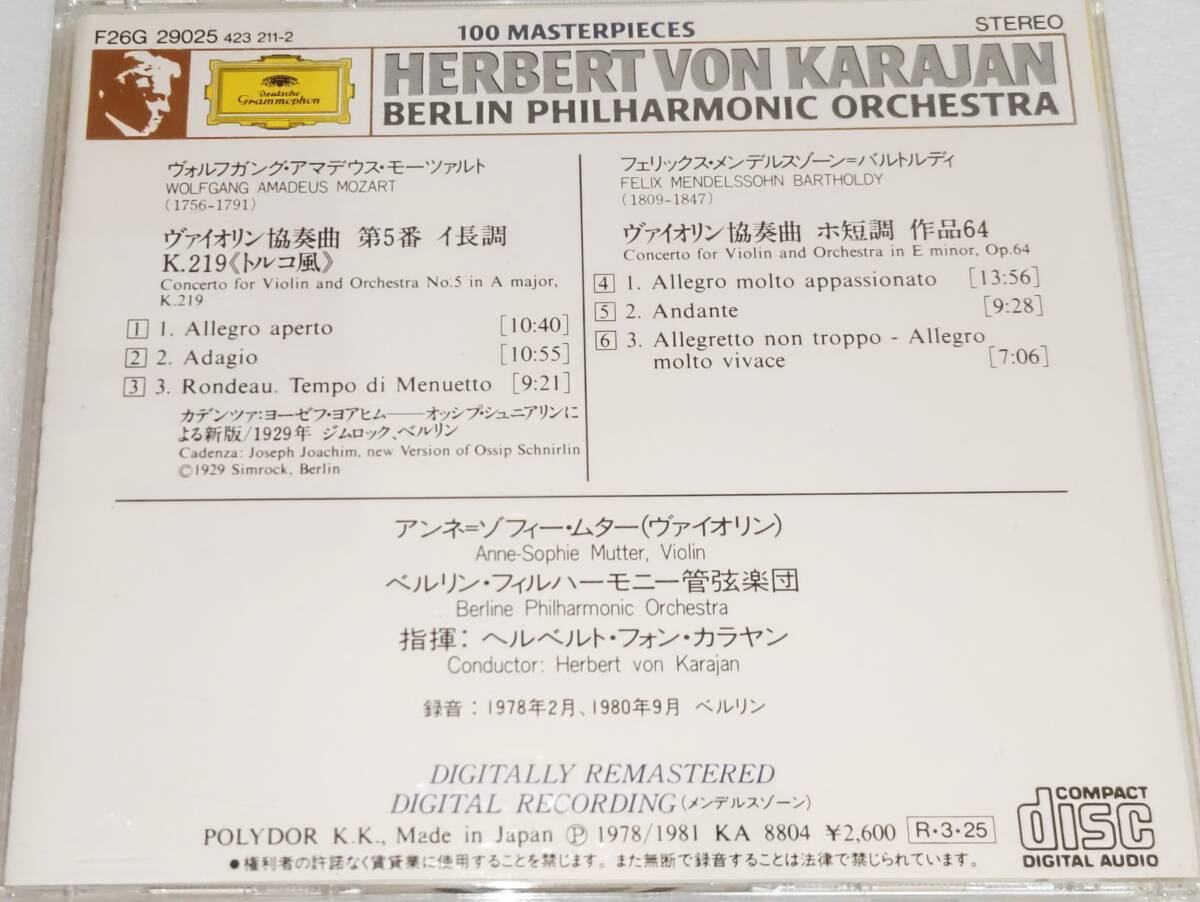 F26G 29025 423 211-2
100 MASTERPIECES
STEREO
Deutsche
Grammophon
HERBERT VON KARAJAN
BERLIN PHILHARMONIC ORCHESTRA
ヴォルフガング・アマデウス・モーツァルト
WOLFGANG AMADEUS MOZART
(1756-1791)
ヴァイオリン協奏曲 第5番 イ長調
K.219《トルコ風》
Concerto for Violin and Orchestra No.5 in A major,
K.219
1 1. Allegro aperto [10:40]
2 2. Adagio [10:55]
3 3. Rondeau. Tempo di Menuetto [9:21]
カデンツァ:ヨーゼフ・ヨアヒム——オッシプ・シュニアリンに
よる新版/1929年 ジムロック、ベルリン
Cadenza: Joseph Joachim, new Version of Ossip Schnirlin
©1929 Simrock, Berlin
フェリックス・メンデルスゾーン=バルトルディ
FELIX MENDELSSOHN BARTHOLDY
(1809-1847)
ヴァイオリン協奏曲 ホ短調 作品64
Concerto for Violin and Orchestra in E minor, Op.64
4 1. Allegro molto appassionato [13:56]
5 2. Andante [9:28]
6 3. Allegretto non troppo - Allegro
molto vivace [7:06]
アンネ=ゾフィー・ムター(ヴァイオリン)
Anne-Sophie Mutter, Violin
ベルリン・フィルハーモニー管弦楽団
Berline Philharmonic Orchestra
指揮: ヘルベルト・フォン・カラヤン
Conductor: Herbert von Karajan
録音:1978年2月、1980年9月 ベルリン
DIGITALLY REMASTERED
DIGITAL RECORDING(メンデルスゾーン)
POLYDOR K.K., Made in Japan Ⓟ 1978/1981 KA 8804 ¥2,600 R・3・25
●権利者の許諾なく賃貸業に使用することを禁じます。また無断で録音することは法律で禁じられています。
COMPACT
disc
DIGITAL AUDIO